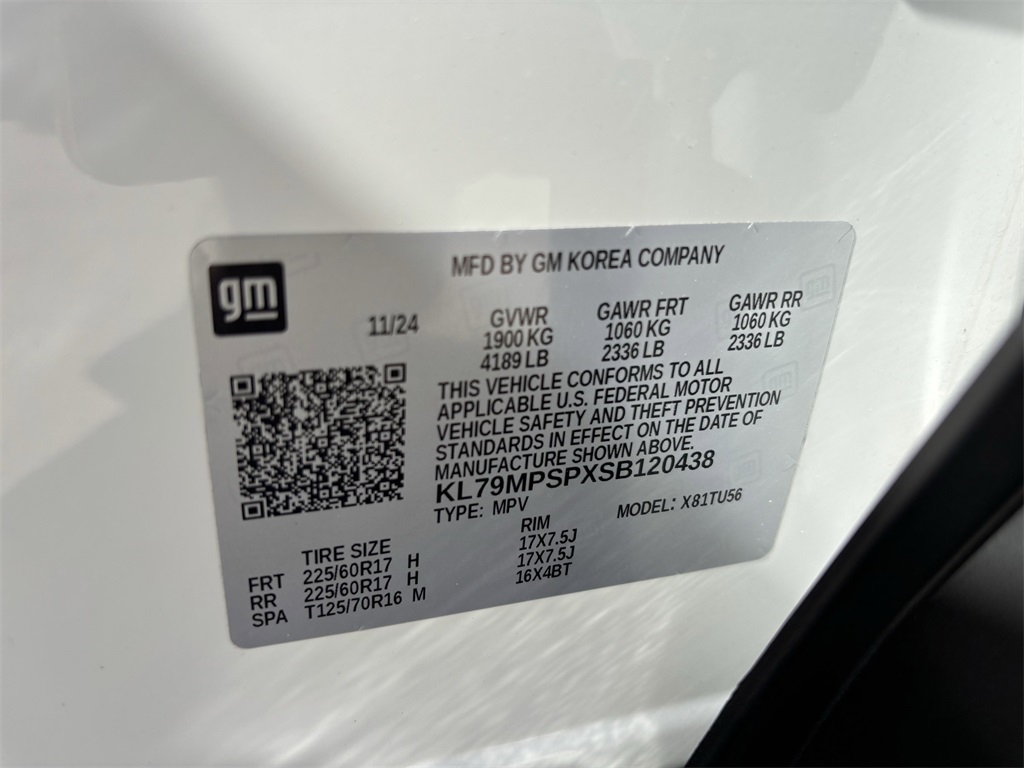 MFD BY GM KOREA COMPANY
gm
11/24
GVWR
1900 KG
4189 LB
GAWR FRT
1060 KG
2336 LB
GAWR RR
1060 KG
2336 LB
THIS VEHICLE CONFORMS TO ALL
APPLICABLE U.S. FEDERAL MOTOR
VEHICLE SAFETY AND THEFT PREVENTION
STANDARDS IN EFFECT ON THE DATE OF
MANUFACTURE SHOWN ABOVE.
KL79MPSPXSB120438
TYPE: MPV MODEL: X81TU56
TIRE SIZE RIM
FRT 225/60R17 H 17X7.5J
RR 225/60R17 H 17X7.5J
SPA T125/70R16 M 16X4BT